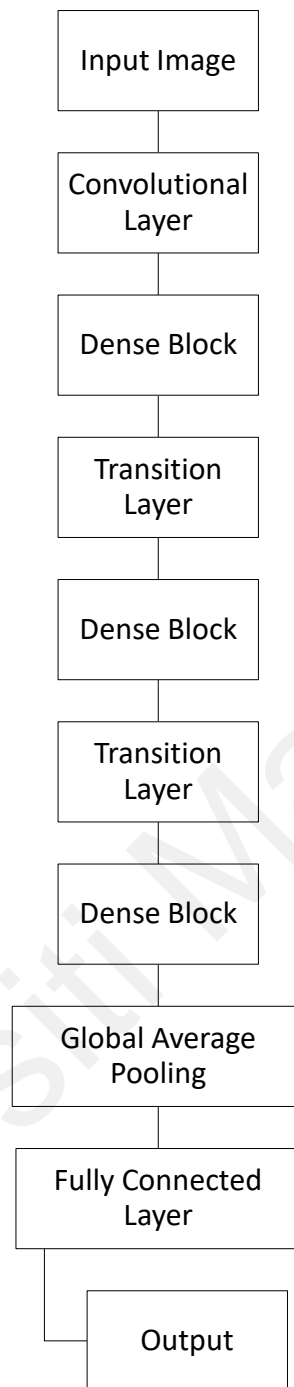 Input Image
Convolutional
Layer
Dense Block
Transition
Layer
Dense Block
Transition
Layer
Dense Block
Global Average
Pooling
Fully Connected
Layer
Output